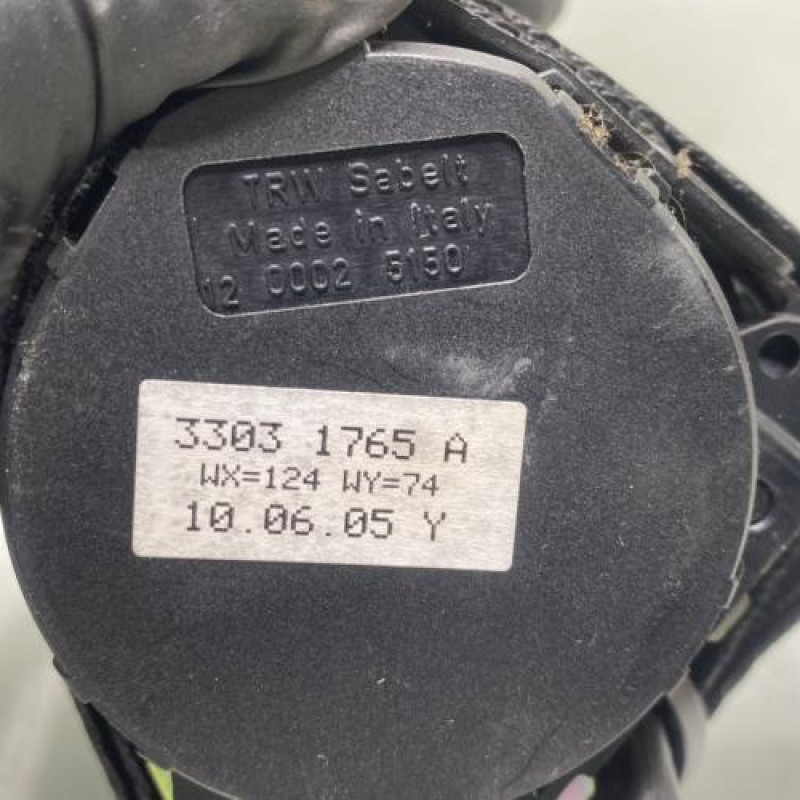 TRW Sabelt
Made in Italy
12 0002 5150
3303 1765 A
WX=124 WY=74
10.06.05 Y